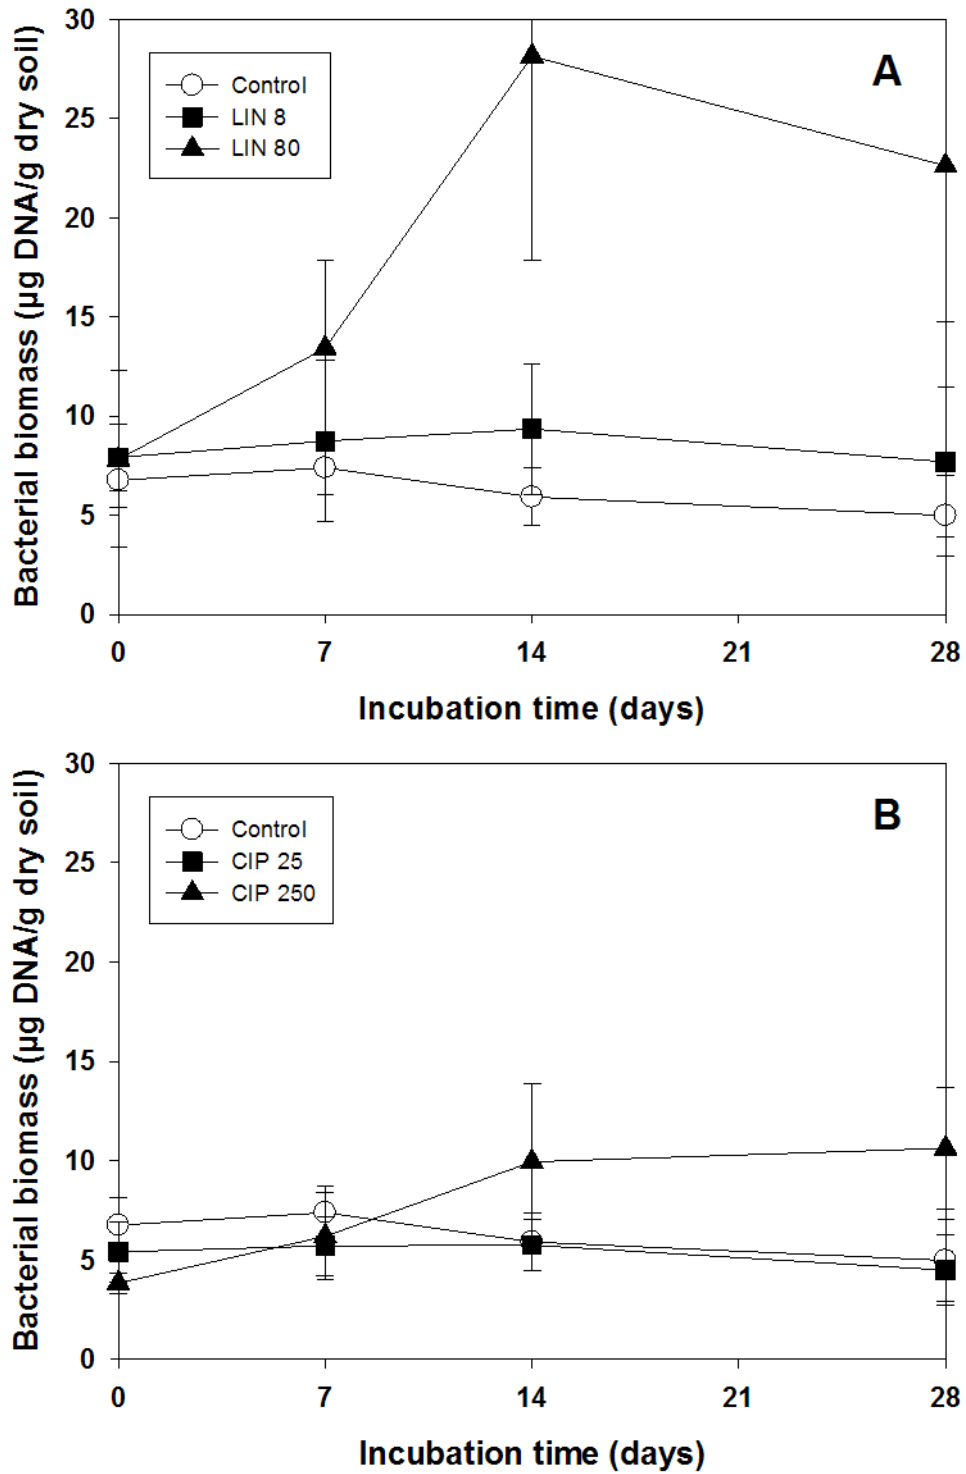 A
Control
LIN 8
LIN 80
30
25
20
15
10
5
0
Bacterial biomass (µg DNA/g dry soil)
0 7 14 21 28
Incubation time (days)
B
Control
CIP 25
CIP 250
30
25
20
15
10
5
0
Bacterial biomass (µg DNA/g dry soil)
0 7 14 21 28
Incubation time (days)